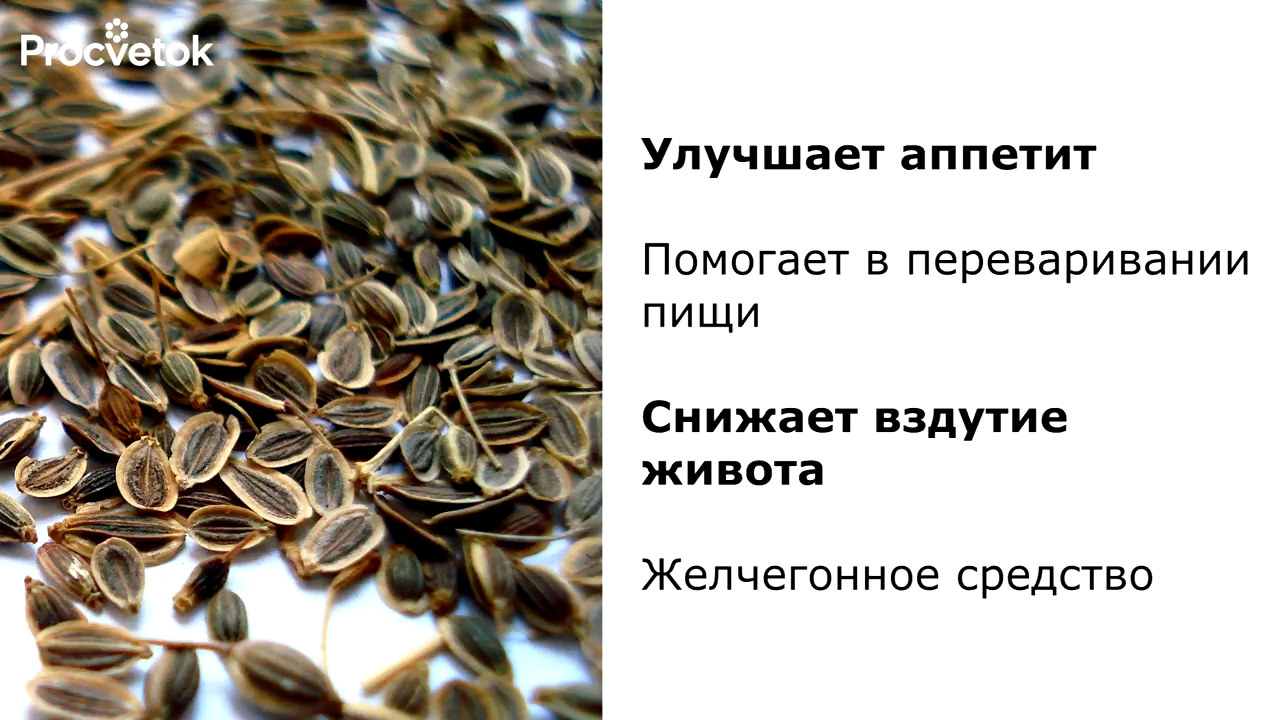 Procvetok
Улучшает аппетит
Помогает в переваривании
пищи
Снижает вздутие
живота
Желчегонное средство